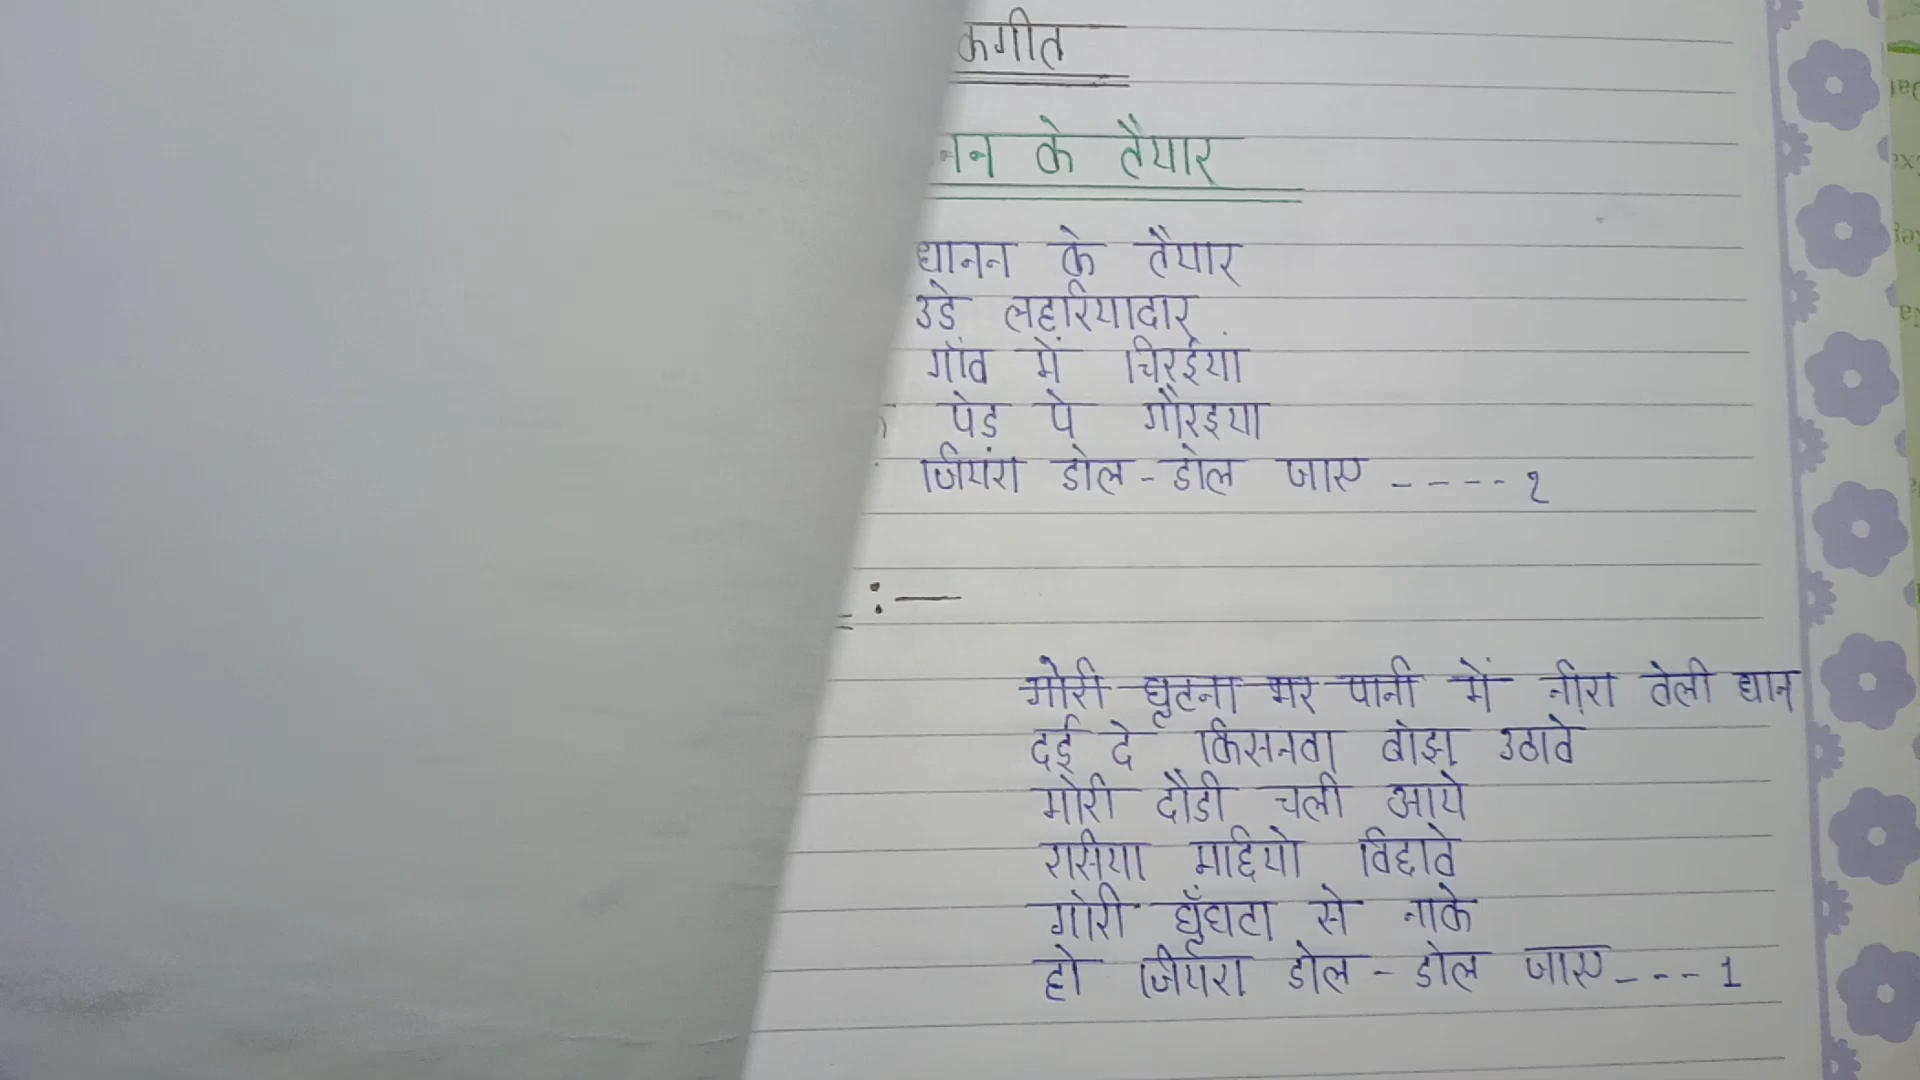 कगीत
नन के तैयार
धानन के तैयार
उडे लहरियादार
गाँव में चिरईयां
पेड पे गौरइया
जियरा डोल-डोल जाए ----२
:—
गोरी घुटना भर पानी में नीरा वेली धान
दई दे किसनवा बोझ उठावे
गोरी दौडी चली आये
रसिया
गोरी घुँघटा से नाके
हो जियरा डोल-डोल जाए----1